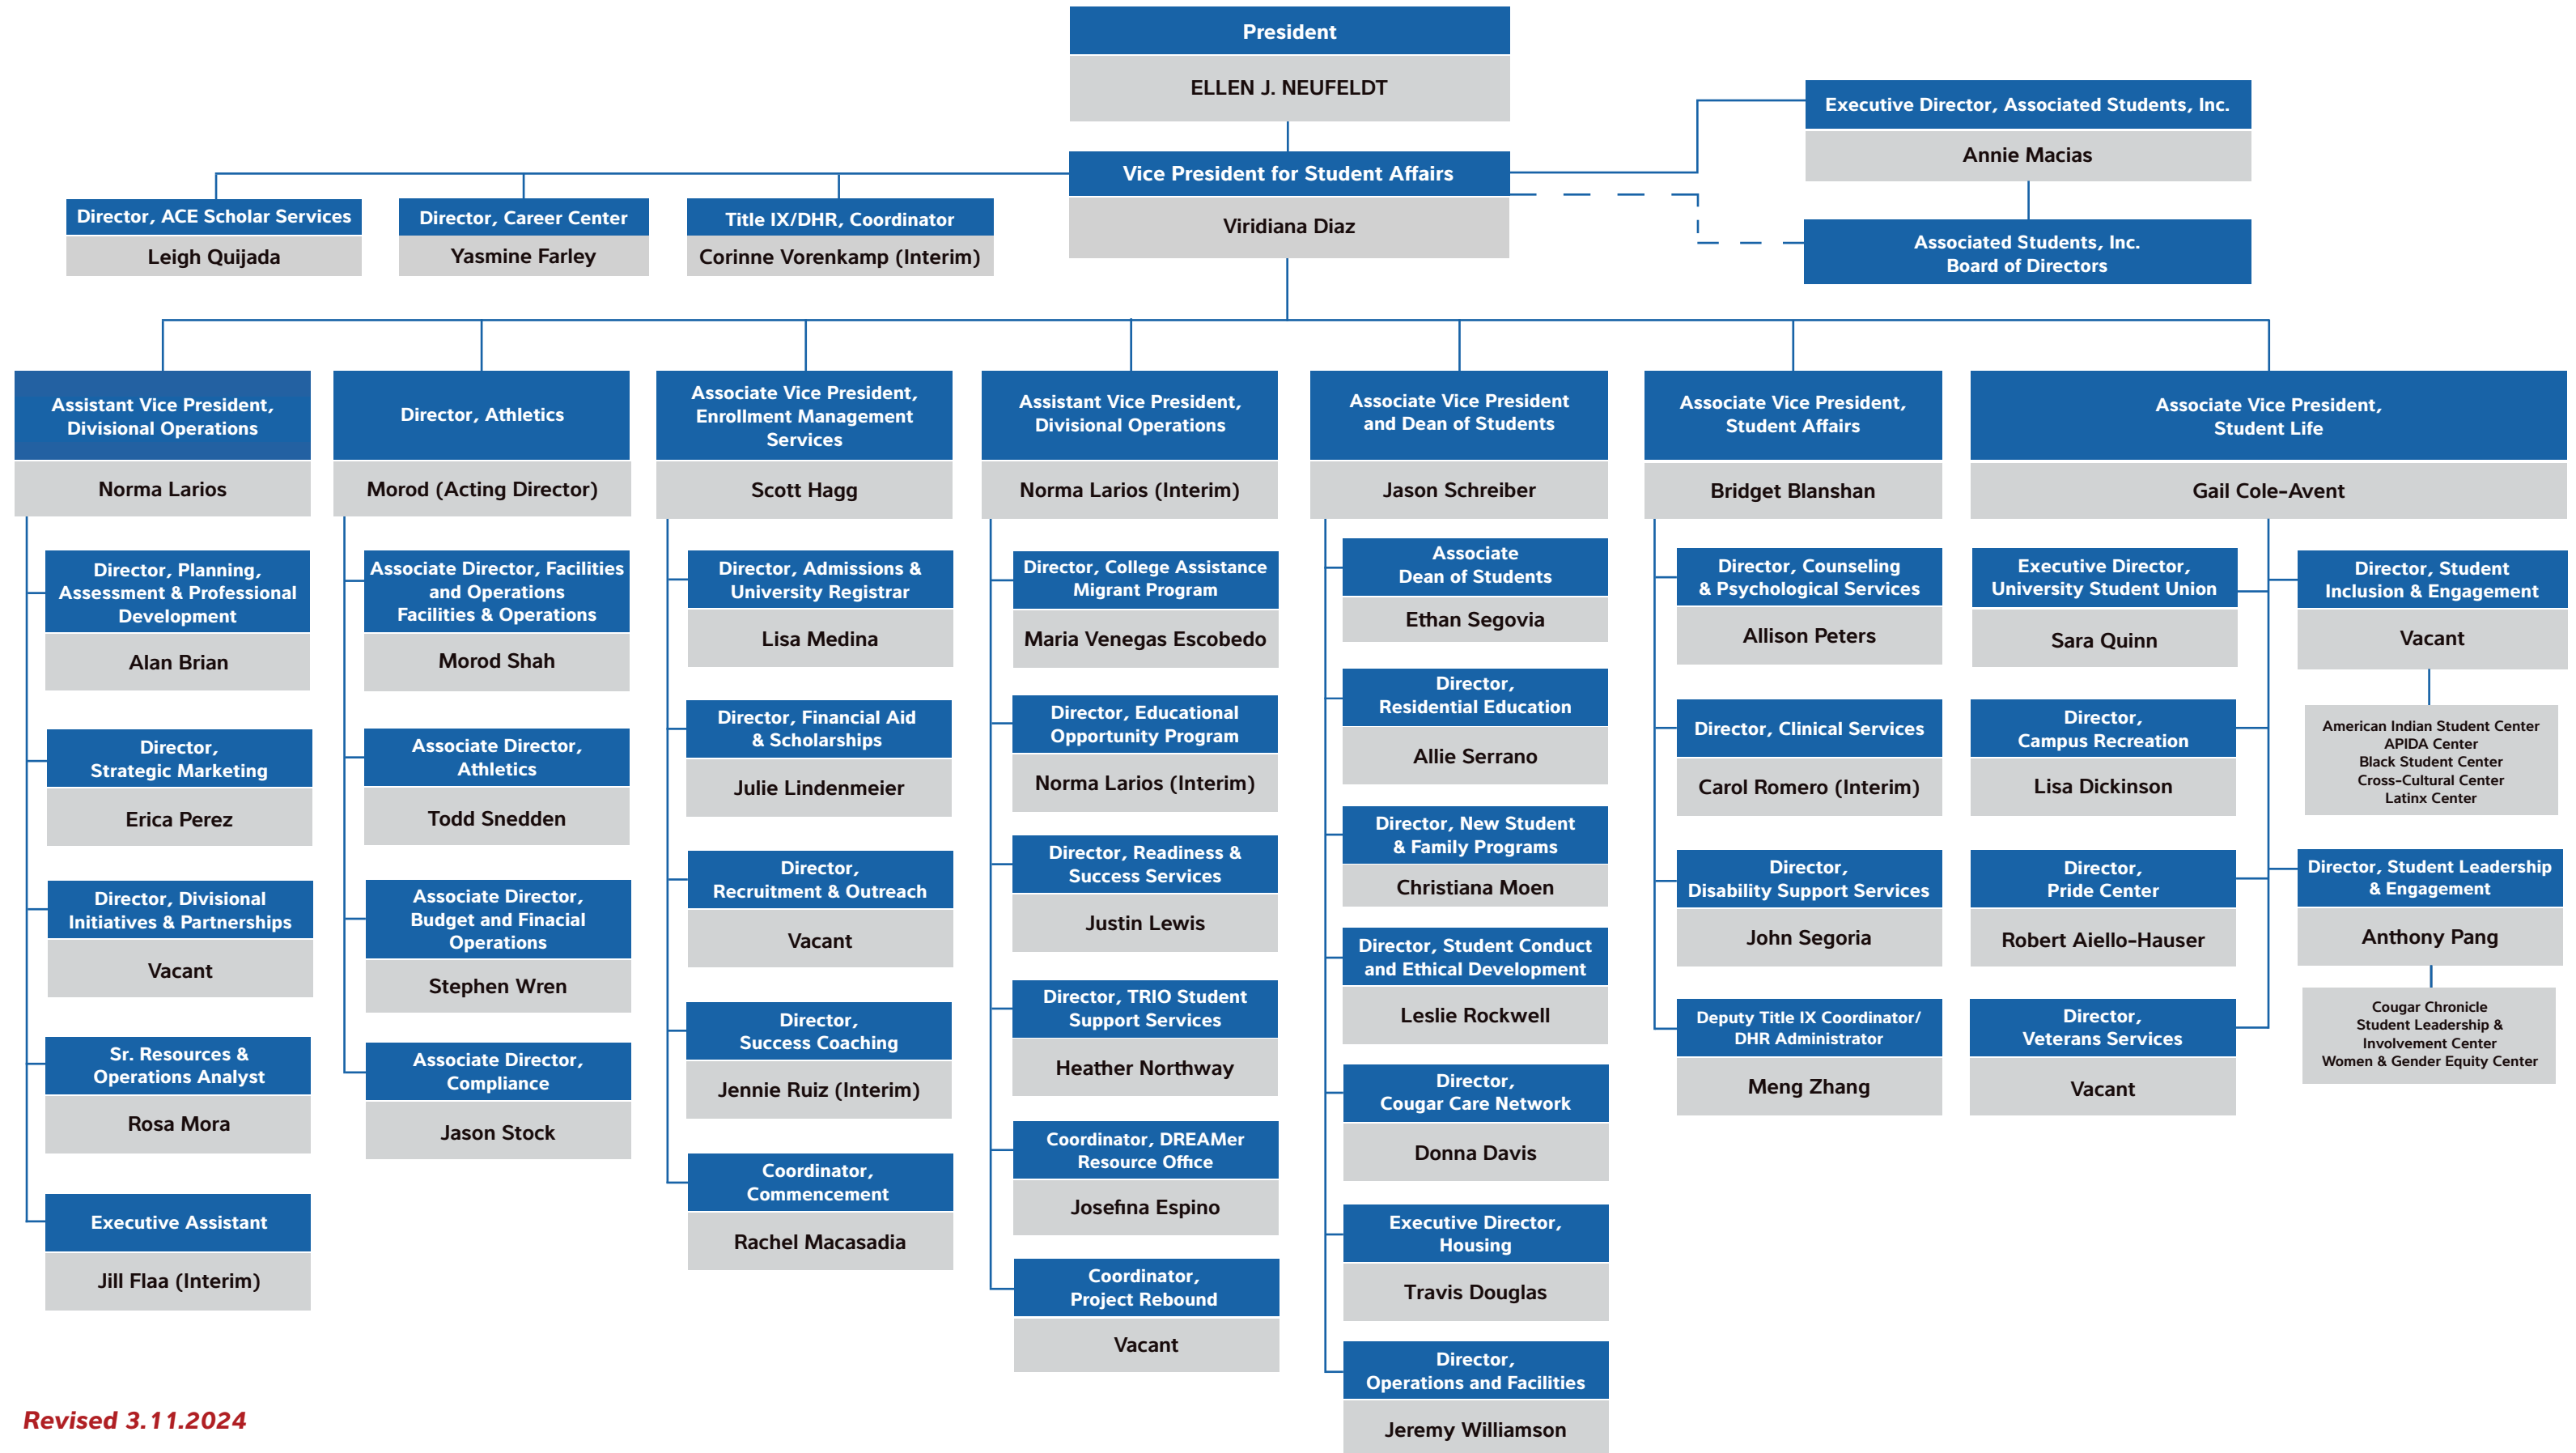 President
ELLEN J. NEUFELDT
Executive Director, Associated Students, Inc.
Annie Macias
Associated Students, Inc.
Board of Directors
Vice President for Student Affairs
Viridiana Diaz
Director, ACE Scholar Services
Leigh Quijada
Director, Career Center
Yasmine Farley
Title IX/DHR, Coordinator
Corinne Vorenkamp (Interim)
Assistant Vice President,
Divisional Operations
Norma Larios
Director, Planning,
Assessment & Professional
Development
Alan Brian
Director,
Strategic Marketing
Erica Perez
Director, Divisional
Initiatives & Partnerships
Vacant
Sr. Resources &
Operations Analyst
Rosa Mora
Executive Assistant
Jill Flaa (Interim)
Director, Athletics
Morod (Acting Director)
Associate Director, Facilities
and Operations
Facilities & Operations
Morod Shah
Associate Director,
Athletics
Todd Snedden
Associate Director,
Budget and Finacial
Operations
Stephen Wren
Associate Director,
Compliance
Jason Stock
Associate Vice President,
Enrollment Management
Services
Scott Hagg
Director, Admissions &
University Registrar
Lisa Medina
Director, Financial Aid
& Scholarships
Julie Lindenmeier
Director,
Recruitment & Outreach
Vacant
Director,
Success Coaching
Jennie Ruiz (Interim)
Coordinator,
Commencement
Rachel Macasadia
Assistant Vice President,
Divisional Operations
Norma Larios (Interim)
Director, College Assistance
Migrant Program
Maria Venegas Escobedo
Director, Educational
Opportunity Program
Norma Larios (Interim)
Director, Readiness &
Success Services
Justin Lewis
Director, TRIO Student
Support Services
Heather Northway
Coordinator, DREAMer
Resource Office
Josefina Espino
Coordinator,
Project Rebound
Vacant
Associate Vice President
and Dean of Students
Jason Schreiber
Associate
Dean of Students
Ethan Segovia
Director,
Residential Education
Allie Serrano
Director, New Student
& Family Programs
Christiana Moen
Director, Student Conduct
and Ethical Development
Leslie Rockwell
Director,
Cougar Care Network
Donna Davis
Executive Director,
Housing
Travis Douglas
Director,
Operations and Facilities
Jeremy Williamson
Associate Vice President,
Student Affairs
Bridget Blanshan
Director, Counseling
& Psychological Services
Allison Peters
Director, Clinical Services
Carol Romero (Interim)
Director,
Disability Support Services
John Segoria
Deputy Title IX Coordinator/
DHR Administrator
Meng Zhang
Associate Vice President,
Student Life
Gail Cole-Avent
Executive Director,
University Student Union
Sara Quinn
Director,
Campus Recreation
Lisa Dickinson
Director,
Pride Center
Robert Aiello-Hauser
Director,
Veterans Services
Vacant
Director, Student
Inclusion & Engagement
Vacant
American Indian Student Center
APIDA Center
Black Student Center
Cross-Cultural Center
Latinx Center
Director, Student Leadership
& Engagement
Anthony Pang
Cougar Chronicle
Student Leadership &
Involvement Center
Women & Gender Equity Center
Revised 3.11.2024